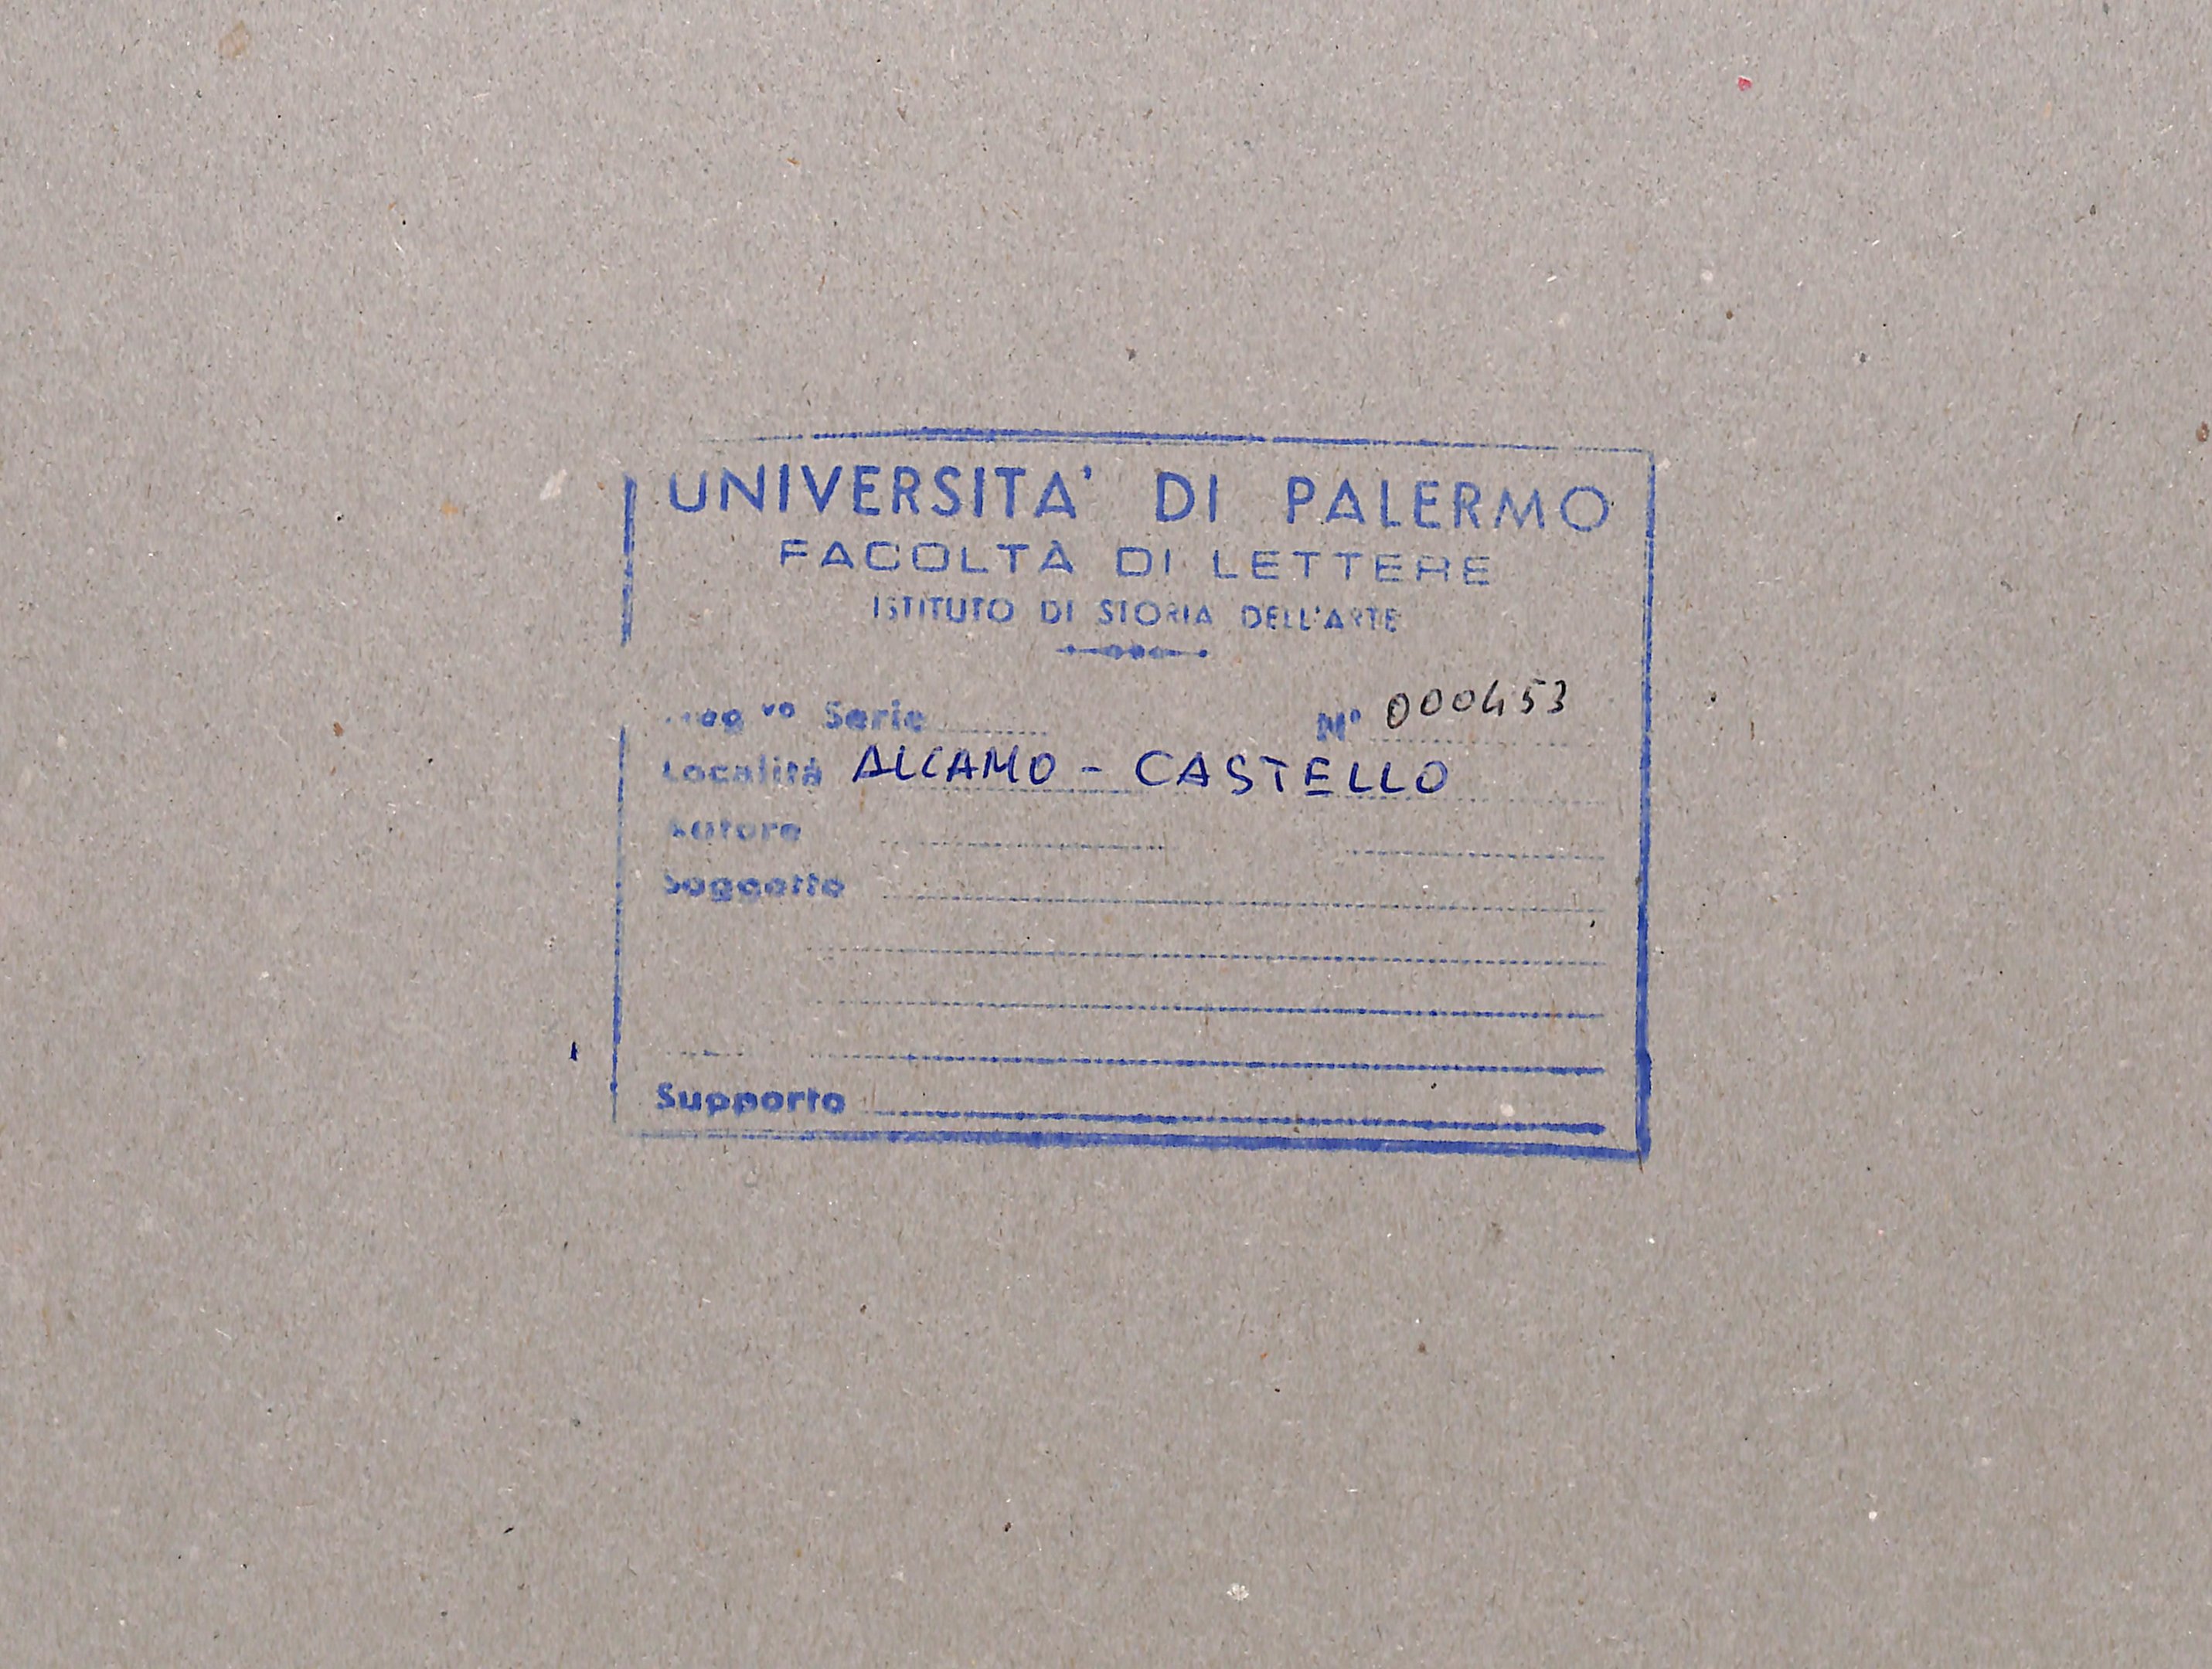 UNIVERSITA' DI PALERMO
FACOLTÀ DI LETTERE
ISTITUTO DI STORIA DELL'ARTE
Serie N° 000453
Località ALCAMO - CASTELLO
Autore
Soggetto
Supporto